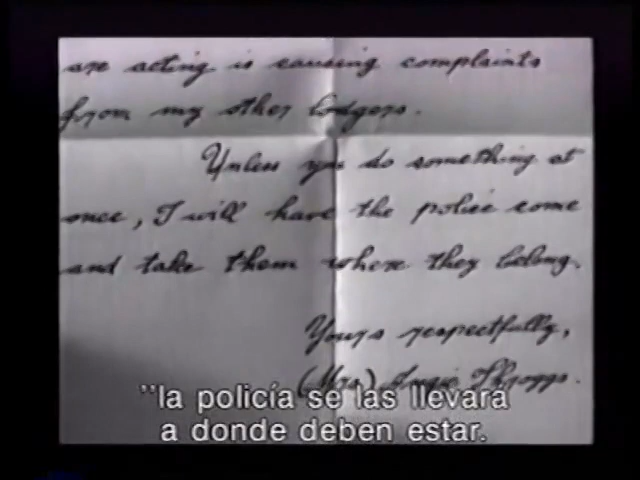 are acting is causing complaints
from my other lodgers.
Unless you do something at
once, I will have the police come
and take them where they belong.
Yours respectfully,
(Mrs)
"la policía se las llevará
a donde deben estar.